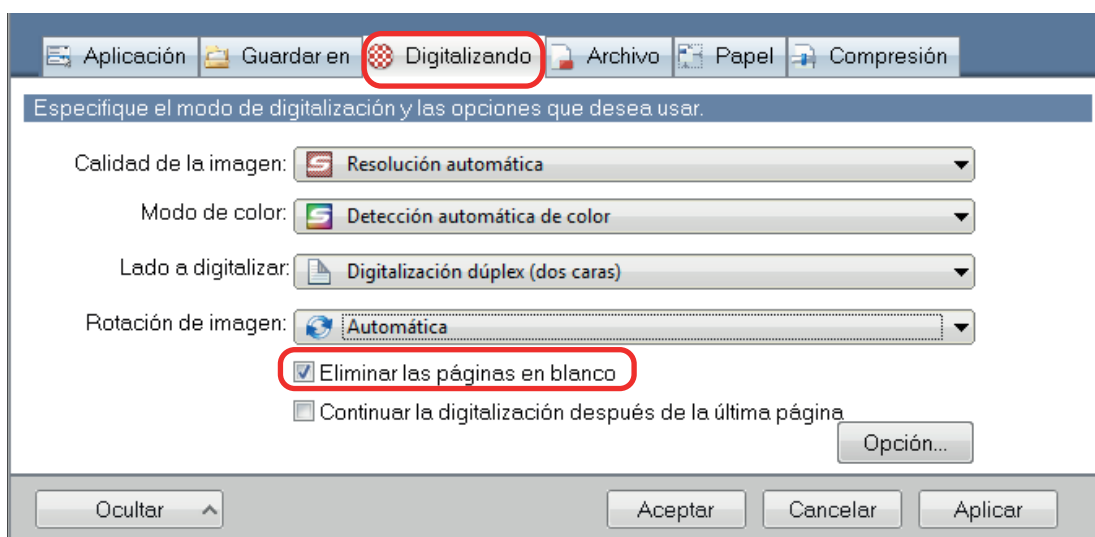 Aplicación Guardar en Digitalizando Archivo Papel Compresión
Especifique el modo de digitalización y las opciones que desea usar.
Calidad de la imagen: Resolución automática
Modo de color: Detección automática de color
Lado a digitalizar: Digitalización dúplex (dos caras)
Rotación de imagen: Automática
Eliminar las páginas en blanco
Continuar la digitalización después de la última página
Opción...
Ocultar Aceptar Cancelar Aplicar